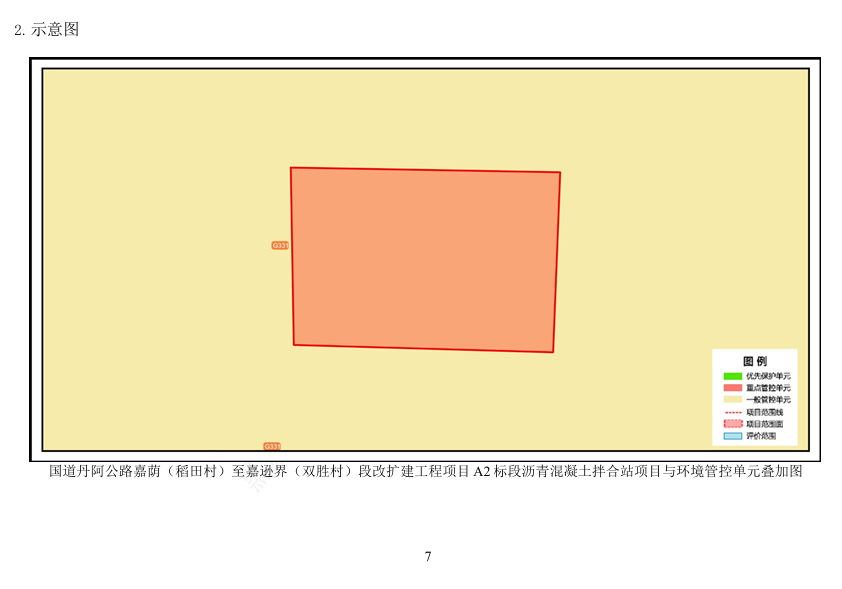 2. 示意图
G331
图 例
优先保护单元
重点管控单元
一般管控单元
项目范围线
项目范围面
评价范围
G331
国道丹阿公路嘉荫（稻田村）至嘉逊界（双胜村）段改扩建工程项目 A2 标段沥青混凝土拌合站项目与环境管控单元叠加图
7